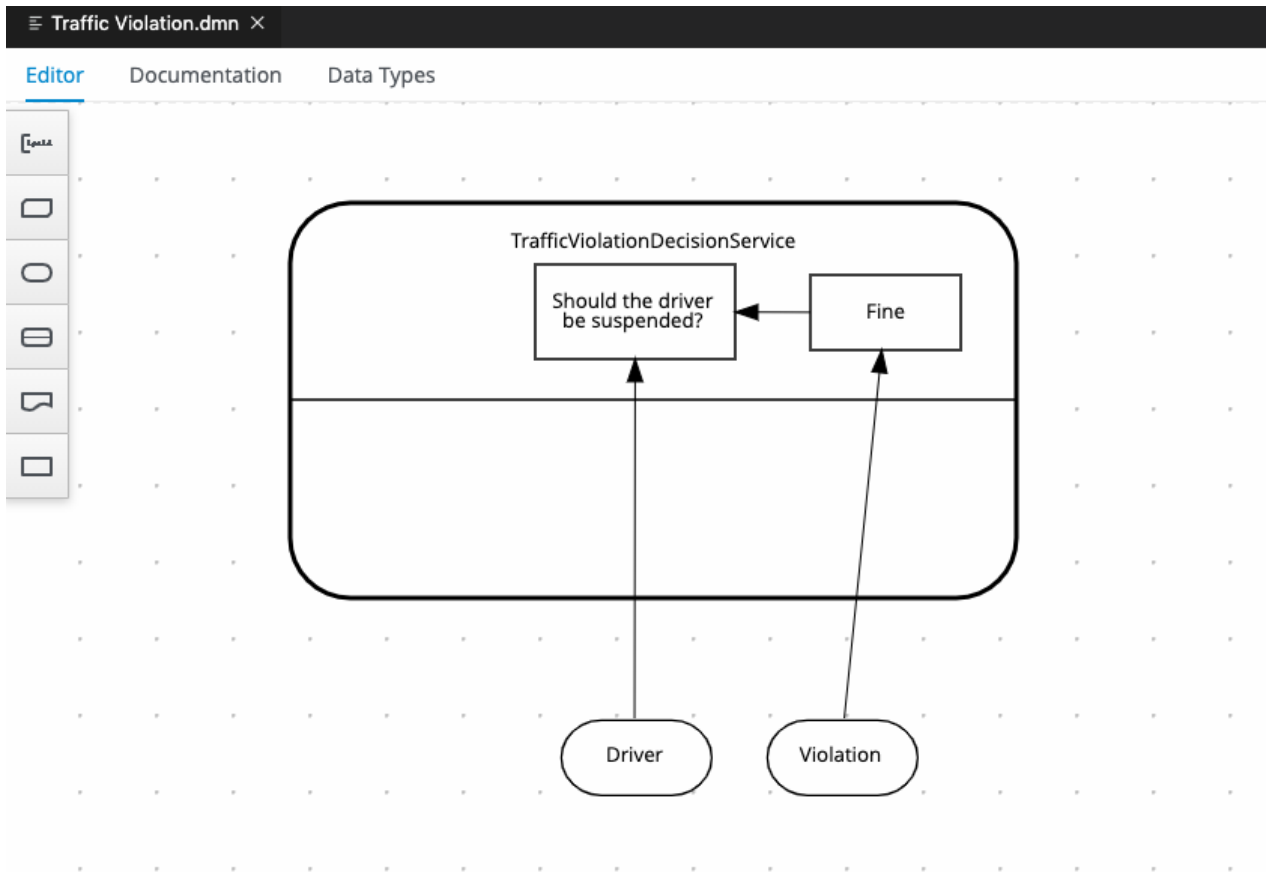 Traffic Violation.dmn
Editor Documentation Data Types
TrafficViolationDecisionService
Should the driver
be suspended?
Fine
Driver
Violation